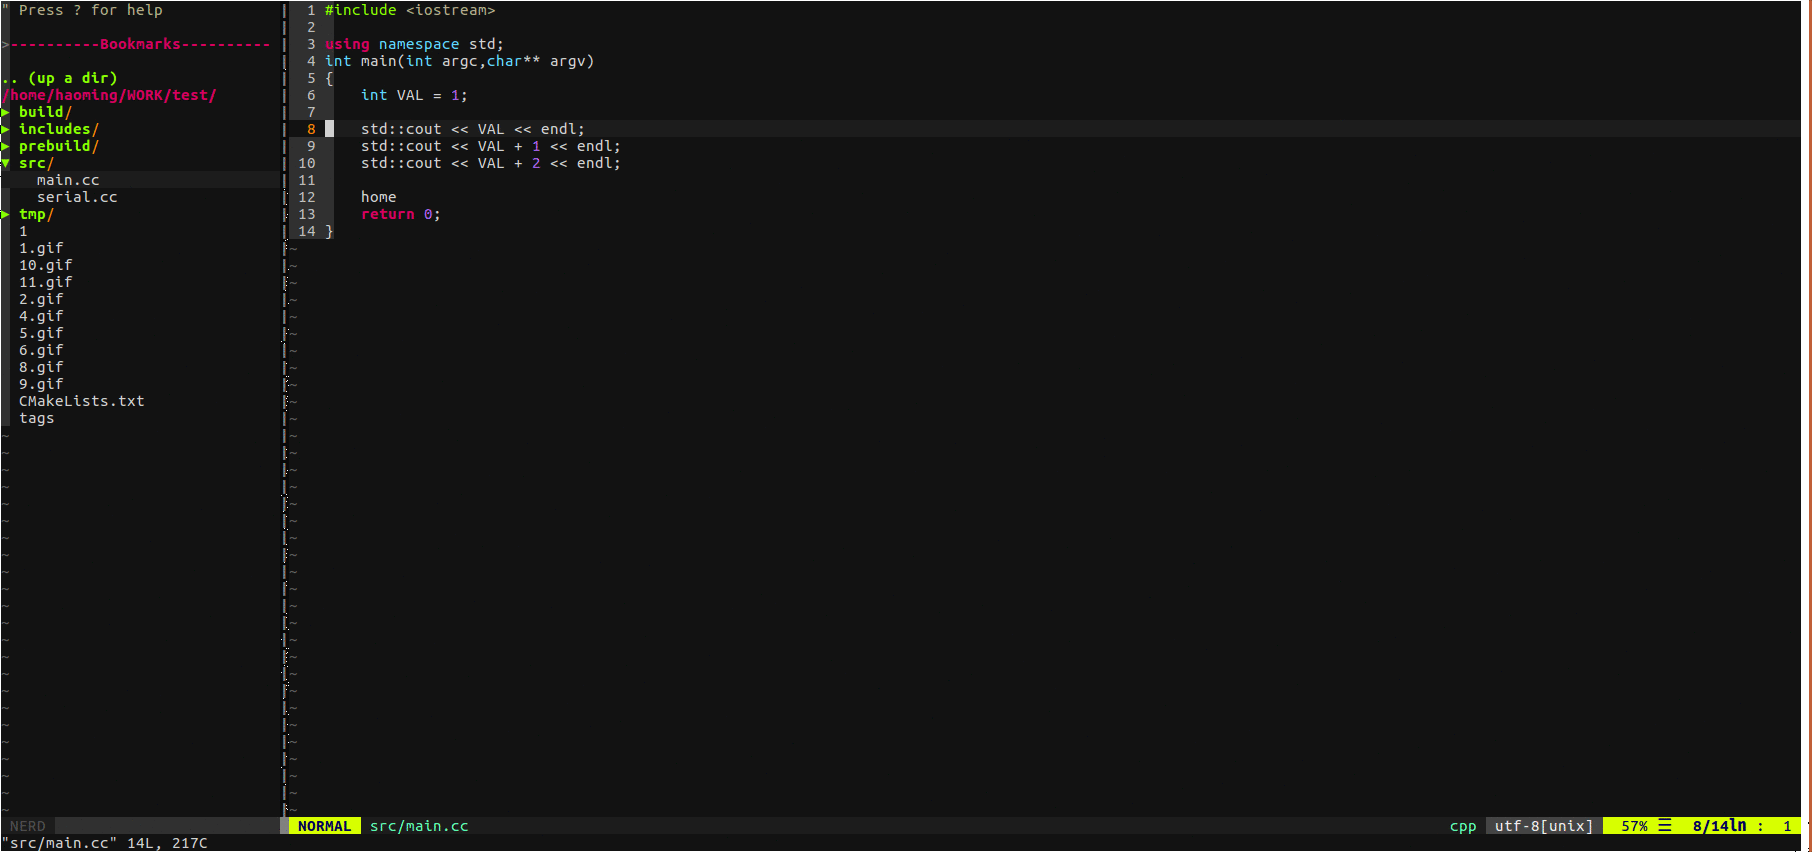 " Press ? for help
>----------Bookmarks----------
.. (up a dir)
/home/haoming/WORK/test/
▶ build/
▶ includes/
▶ prebuild/
▼ src/
main.cc
serial.cc
▶ tmp/
1
1.gif
10.gif
11.gif
2.gif
4.gif
5.gif
6.gif
8.gif
9.gif
CMakeLists.txt
tags
1 #include <iostream>
2
3 using namespace std;
4 int main(int argc,char** argv)
5 {
6     int VAL = 1;
7
8     std::cout << VAL << endl;
9     std::cout << VAL + 1 << endl;
10     std::cout << VAL + 2 << endl;
11
12     home
13     return 0;
14 }
NERD
NORMAL src/main.cc cpp utf-8[unix] 57% ☰ 8/14ln : 1
"src/main.cc" 14L, 217C